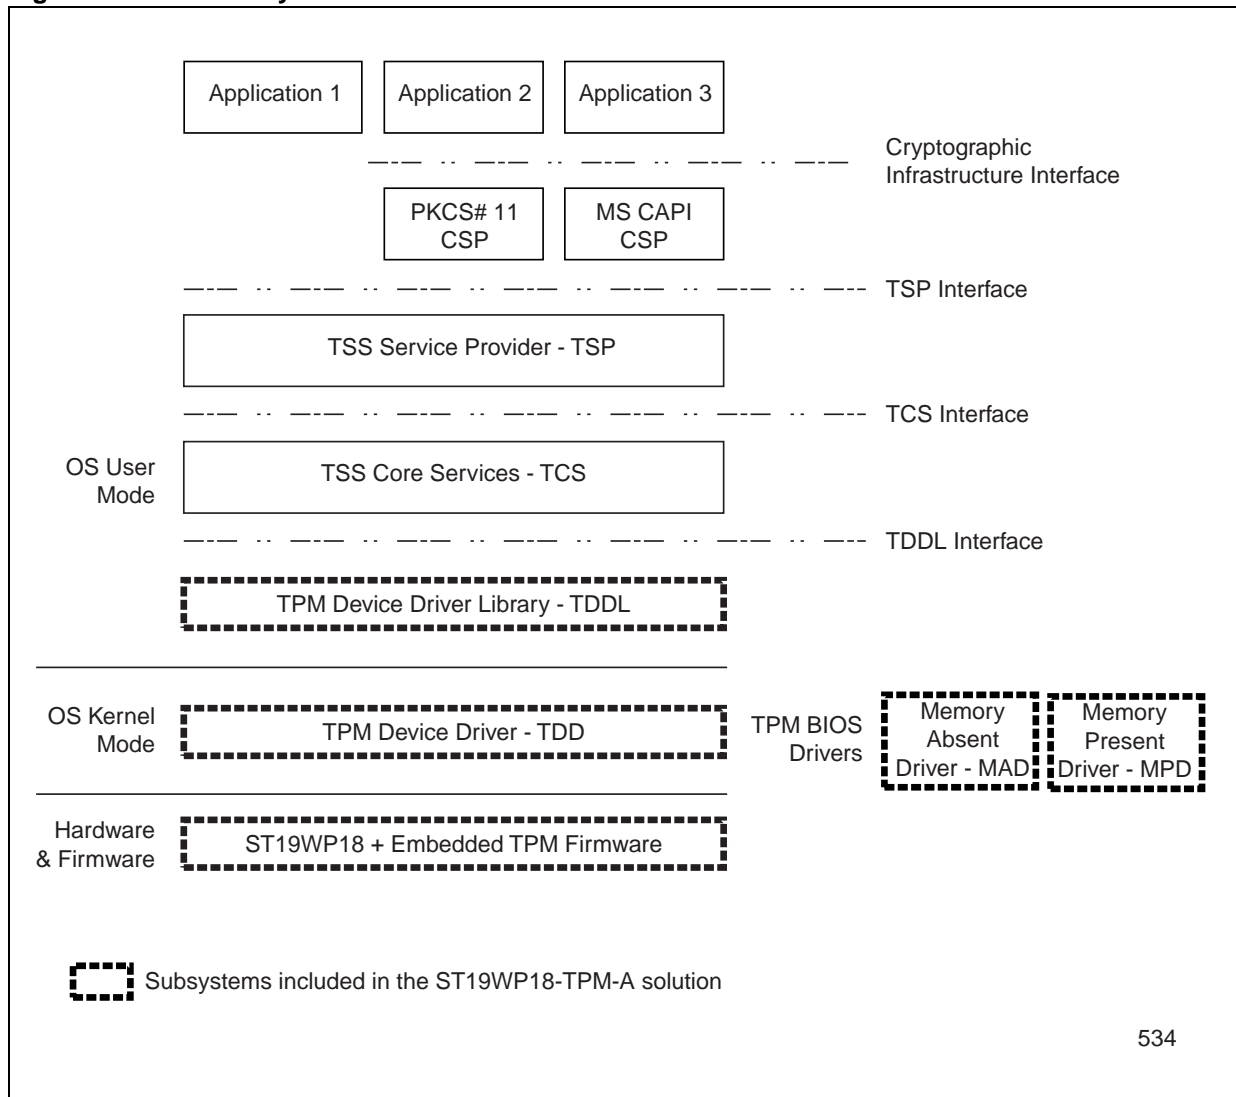 Application 1
Application 2
Application 3
Cryptographic
Infrastructure Interface
PKCS# 11
CSP
MS CAPI
CSP
TSP Interface
TSS Service Provider - TSP
TCS Interface
OS User
Mode
TSS Core Services - TCS
TDDL Interface
TPM Device Driver Library - TDDL
OS Kernel
Mode
TPM Device Driver - TDD
TPM BIOS
Drivers
Memory
Absent
Driver - MAD
Memory
Present
Driver - MPD
Hardware
& Firmware
ST19WP18 + Embedded TPM Firmware
Subsystems included in the ST19WP18-TPM-A solution
534